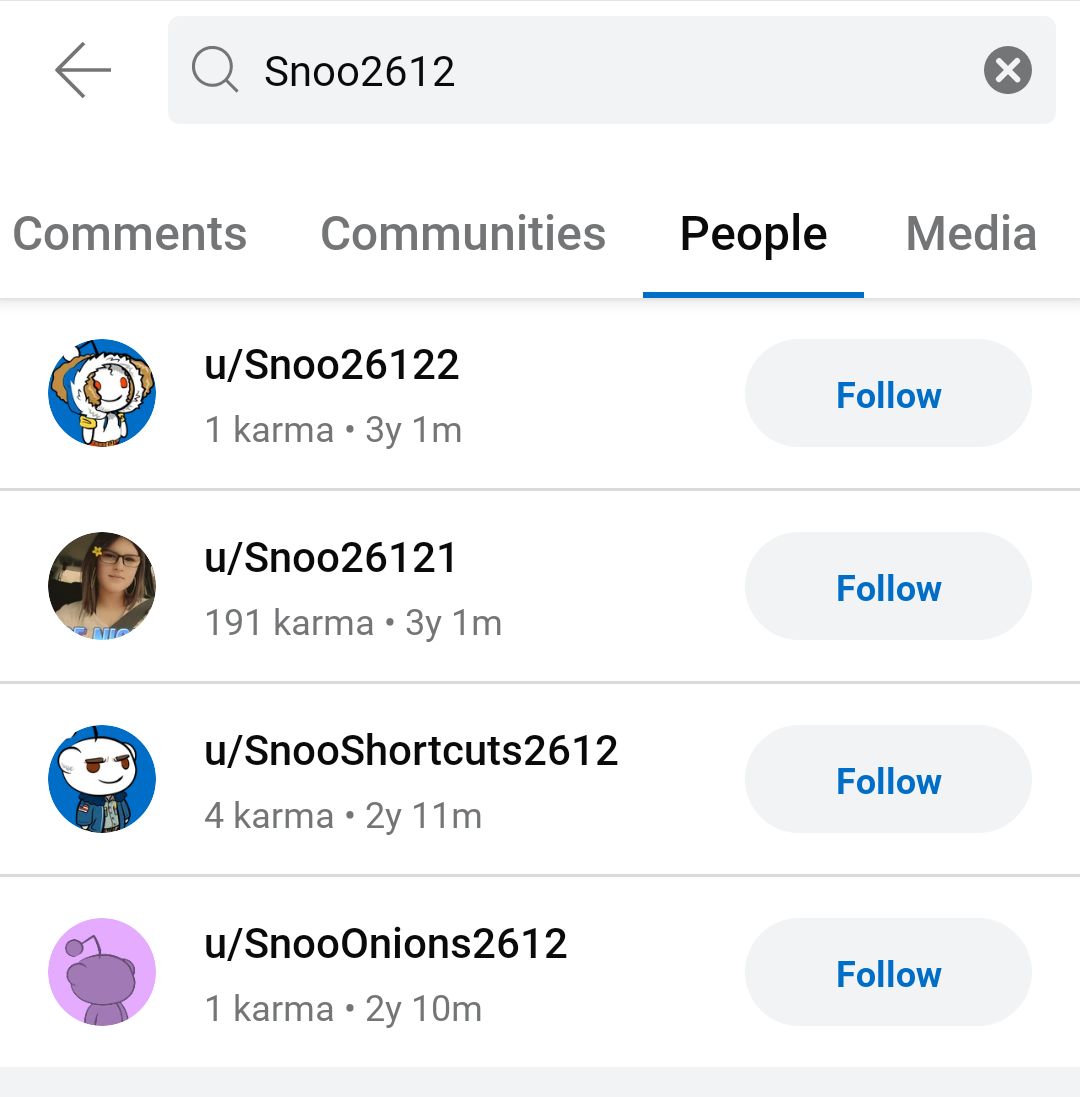 Snoo2612
Comments Communities People Media
u/Snoo26122
Follow
1 karma • 3y 1m
u/Snoo26121
Follow
191 karma • 3y 1m
u/SnooShortcuts2612
Follow
4 karma • 2y 11m
u/SnooOnions2612
Follow
1 karma • 2y 10m